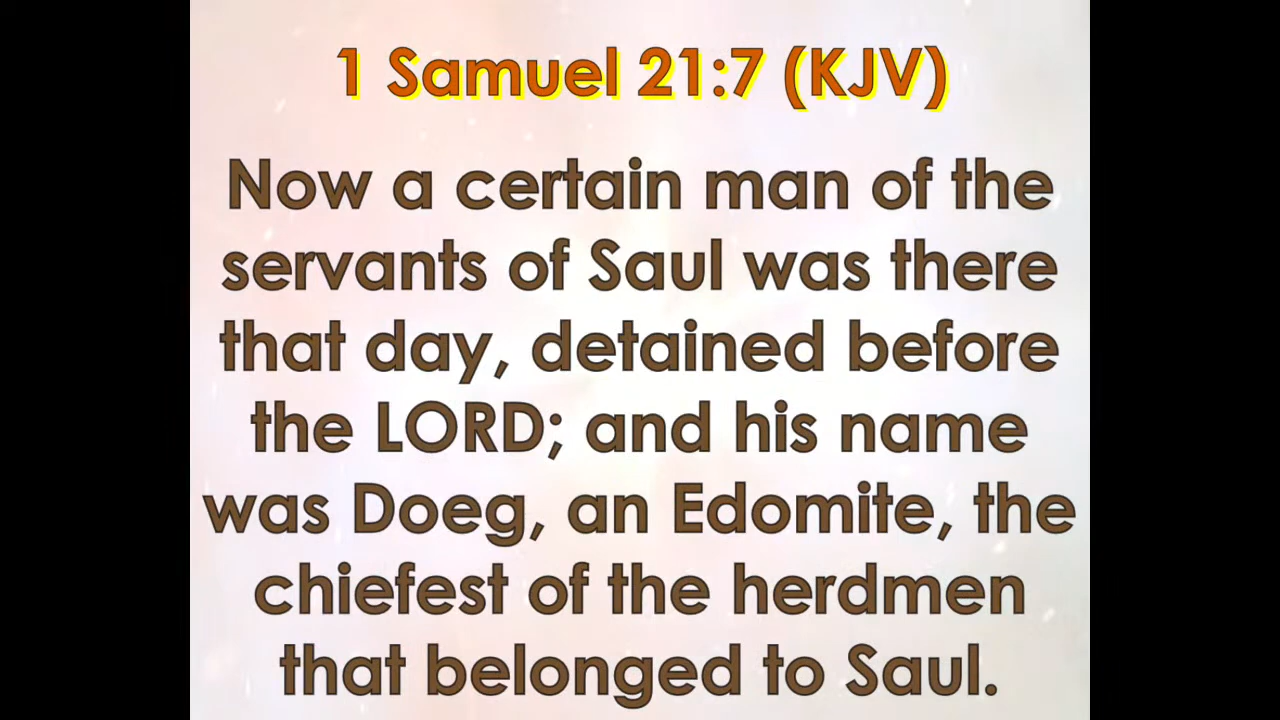 1 Samuel 21:7 (KJV)
Now a certain man of the
servants of Saul was there
that day, detained before
the LORD; and his name
was Doeg, an Edomite, the
chiefest of the herdmen
that belonged to Saul.